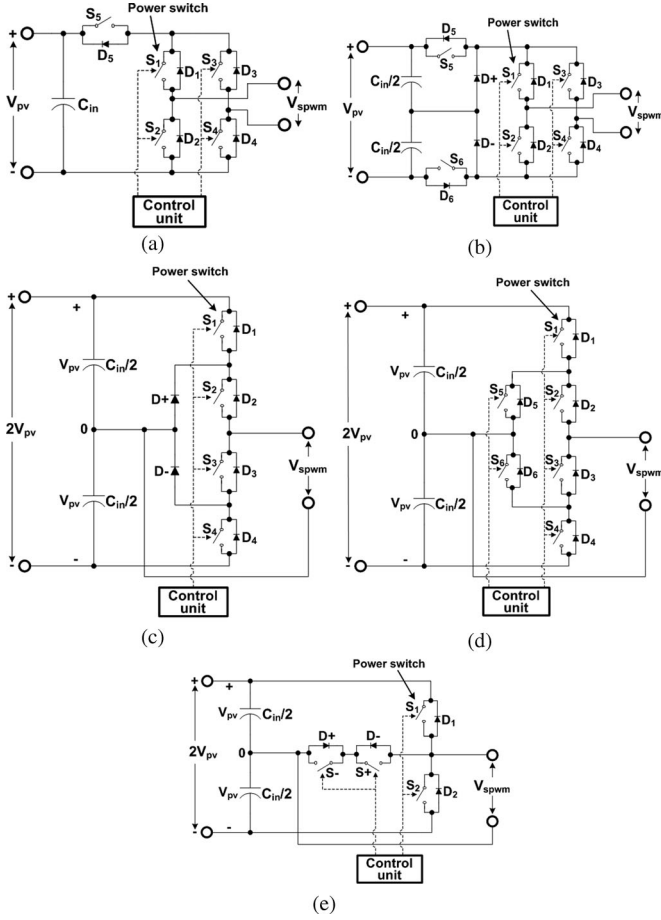 S5
Power switch
+
D5
S1
D1
S3
D3
Vpv
Cin
Vspwm
S2
D2
S4
D4
-
Control
unit
(a)
D5
Power switch
+
S5
Cin/2
D+
S1
D1
S3
D3
Vpv
Vspwm
Cin/2
D-
S2
D2
S4
D4
S6
-
D6
Control
unit
(b)
Power switch
+
+
S1
D1
Vpv
Cin/2
S2
D2
D+
2Vpv
0
Vspwm
D-
S3
D3
Vpv
Cin/2
S4
D4
-
-
Control
unit
(c)
Power switch
+
+
S1
D1
Vpv
Cin/2
S5
D5
S2
D2
2Vpv
0
Vspwm
S6
D6
S3
D3
Vpv
Cin/2
S4
D4
-
-
Control
unit
(d)
Power switch
+
+
S1
D1
Vpv
Cin/2
D+
D-
2Vpv
0
S-
S+
Vspwm
Vpv
Cin/2
S2
D2
-
-
Control
unit
(e)